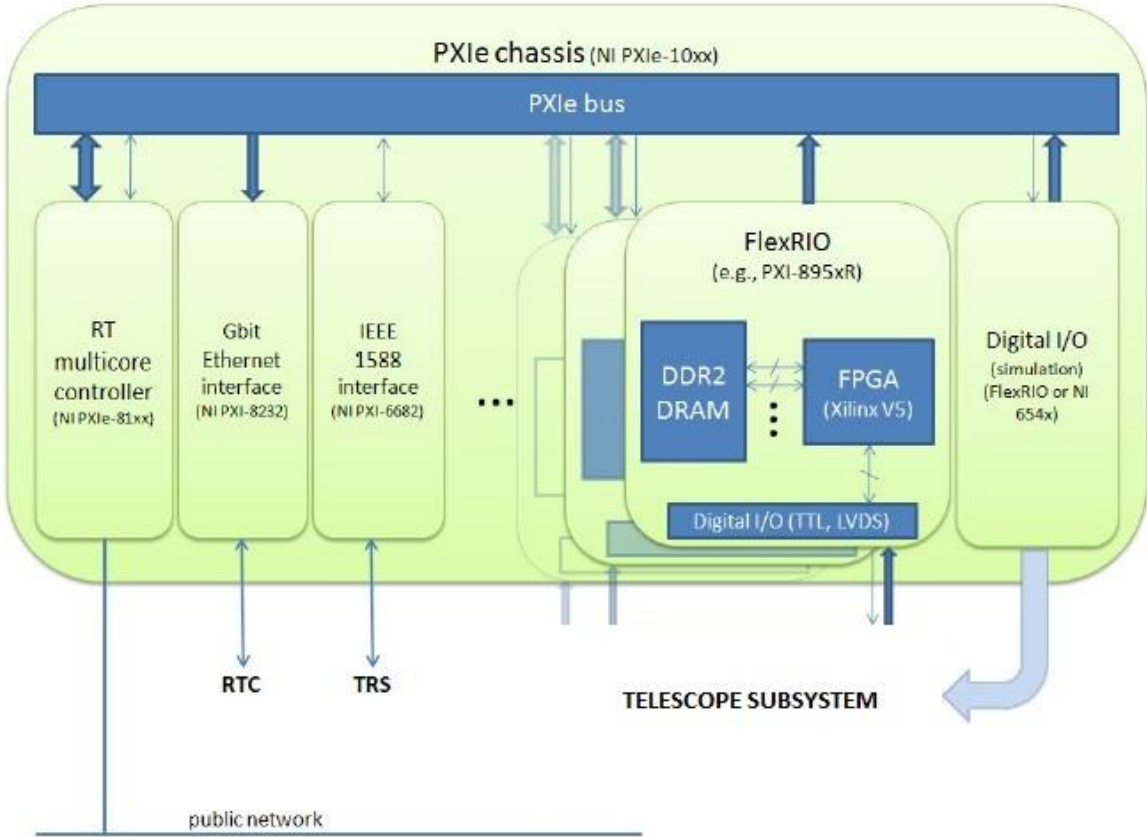 PXIe chassis (NI PXIe-10xx)
PXIe bus
RT
multicore
controller
(NI PXIe-81xx)
Gbit
Ethernet
interface
(NI PXI-8232)
IEEE
1588
interface
(NI PXI-6682)
...
FlexRIO
(e.g., PXI-895xR)
DDR2
DRAM
FPGA
(Xilinx V5)
Digital I/O (TTL, LVDS)
Digital I/O
(simulation)
(FlexRIO or NI
654x)
RTC
TRS
TELESCOPE SUBSYSTEM
public network